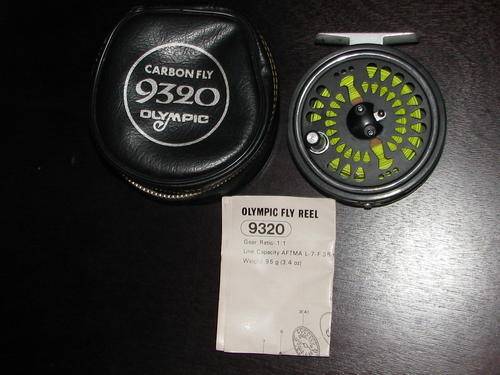 CARBON FLY
9320
OLYMPIC
OLYMPIC FLY REEL
9320
Gear Ratio 1:1
Line Capacity AFTMA L-7-F
Weight 95 g (3.4 oz)